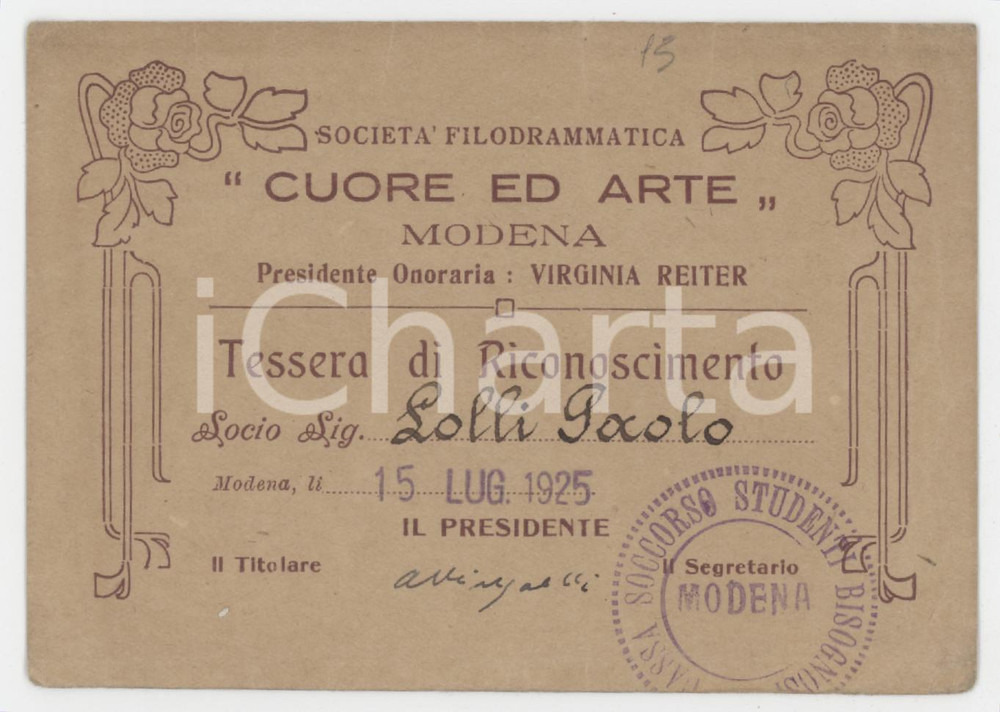 13
SOCIETA' FILODRAMMATICA
“ CUORE ED ARTE „
MODENA
Presidente Onoraria : VIRGINIA REITER
iCharta
Tessera di Riconoscimento
Socio Sig. Lolli Paolo
Modena, li 15 LUG. 1925
IL PRESIDENTE
Il Titolare
Il Segretario
CASSA SOCCORSO STUDENTI BISOGNOSI
MODENA